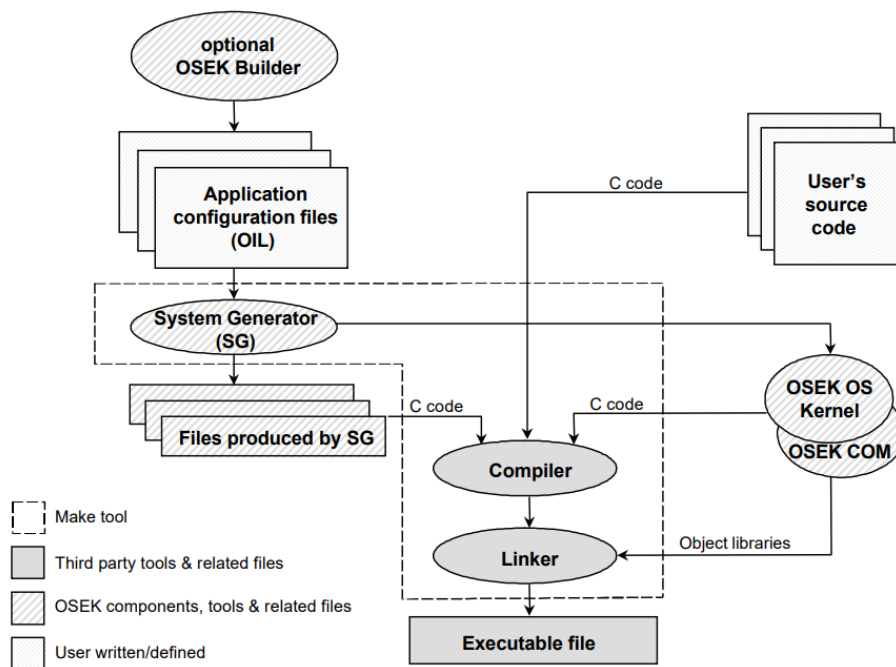 optional
OSEK Builder
Application
configuration files
(OIL)
C code
User's
source
code
System Generator
(SG)
OSEK OS
Kernel
OSEK COM
C code
C code
Files produced by SG
Compiler
Linker
Object libraries
Executable file
Make tool
Third party tools & related files
OSEK components, tools & related files
User written/defined